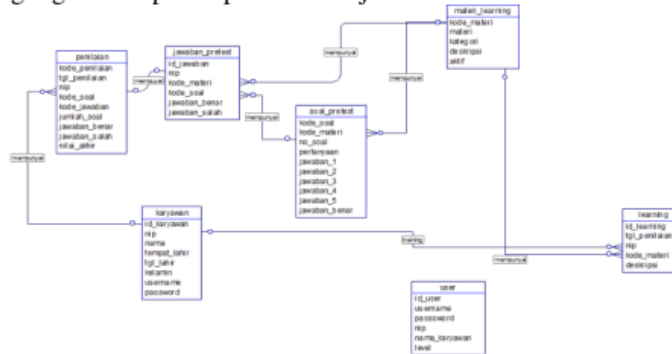 materi_learning
kode_materi
materi
kategori
deskripsi
aktif
penilaian
kode_penilaian
tgl_penilaian
nip
kode_soal
kode_jawaban
jumlah_soal
jawaban_benar
jawaban_salah
nilai_akhir
jawaban_pretest
id_jawaban
nip
kode_materi
kode_soal
jawaban_benar
jawaban_salah
mempunyai
mempunyai
mempunyai
mempunyai
soal_pretest
kode_soal
kode_materi
no_soal
pertanyaan
jawaban_1
jawaban_2
jawaban_3
jawaban_4
jawaban_5
jawaban_benar
mempunyai
karyawan
id_karyawan
nip
nama
tempat_lahir
tgl_lahir
kelamin
username
password
training
mempunyai
learning
id_learning
tgl_penilaian
nip
kode_materi
deskripsi
user
id_user
username
passoword
nip
nama_karyawan
level